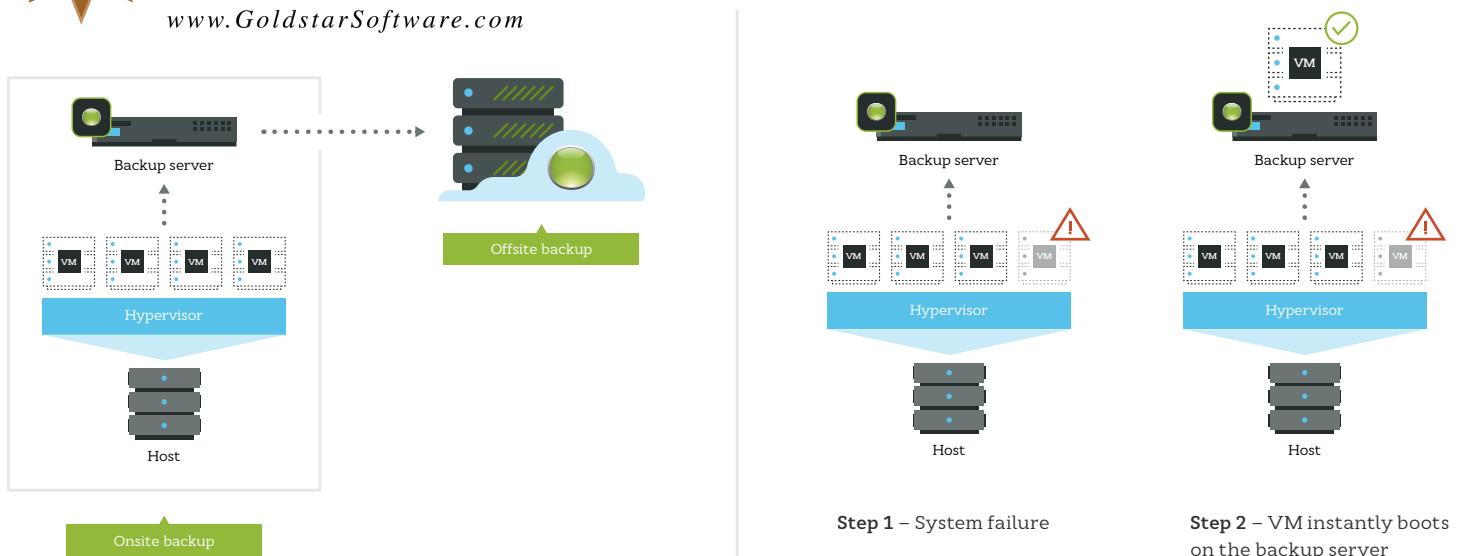 www.GoldstarSoftware.com
Backup server
VM VM VM VM
Hypervisor
Host
Onsite backup
Offsite backup
Backup server
VM VM VM VM
Hypervisor
Host
Step 1 – System failure
VM
Backup server
VM VM VM VM
Hypervisor
Host
Step 2 – VM instantly boots
on the backup server